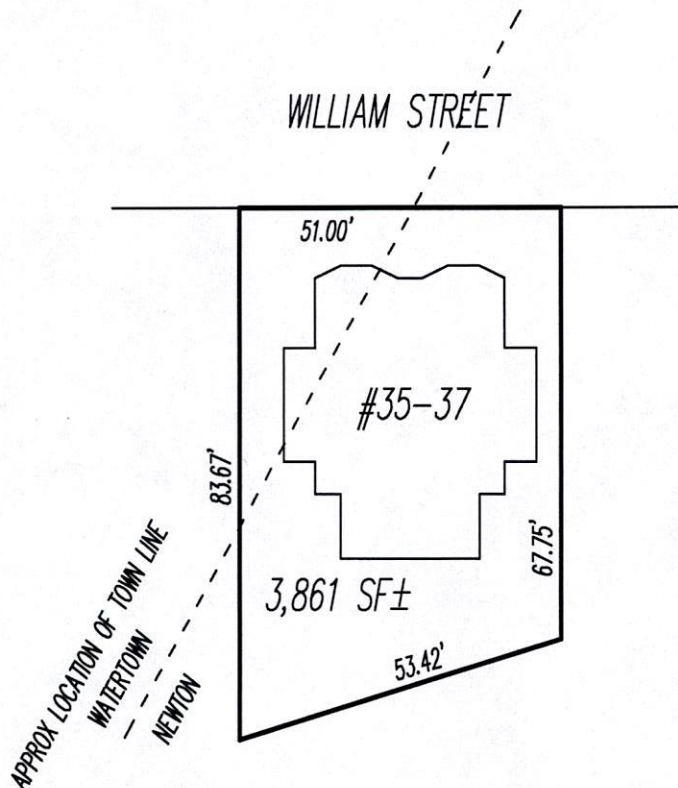 WILLIAM STREET
51.00'
#35-37
83.67'
67.75'
3,861 SF±
53.42'
APPROX LOCATION OF TOWN LINE
WATERTOWN
NEWTON